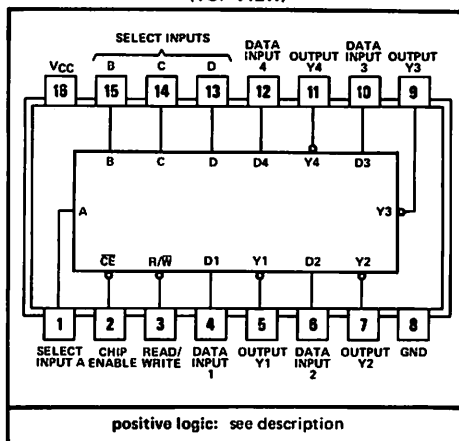 SELECT INPUTS
DATA INPUT 4
OUTPUT Y4
DATA INPUT 3
OUTPUT Y3
VCC B C D
16 15 14 13 12 11 10 9
B C D D4 Y4 D3
A Y3
CE R/W D1 Y1 D2 Y2
1 2 3 4 5 6 7 8
SELECT INPUT A
CHIP ENABLE
READ/ WRITE
DATA INPUT 1
OUTPUT Y1
DATA INPUT 2
OUTPUT Y2
GND
positive logic: see description